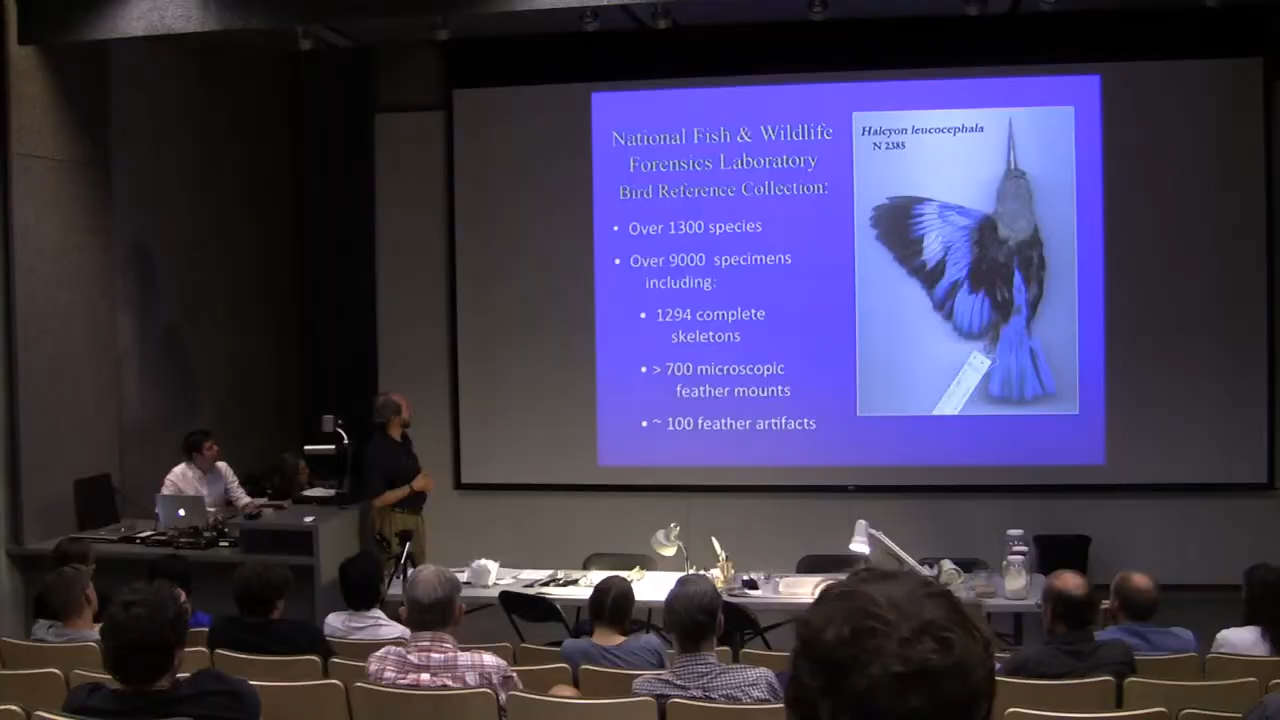 National Fish & Wildlife
Forensics Laboratory
Bird Reference Collection:
• Over 1300 species
• Over 9000 specimens
including:
• 1294 complete
skeletons
• > 700 microscopic
feather mounts
• ~ 100 feather artifacts
Halcyon leucocephala
N 2385